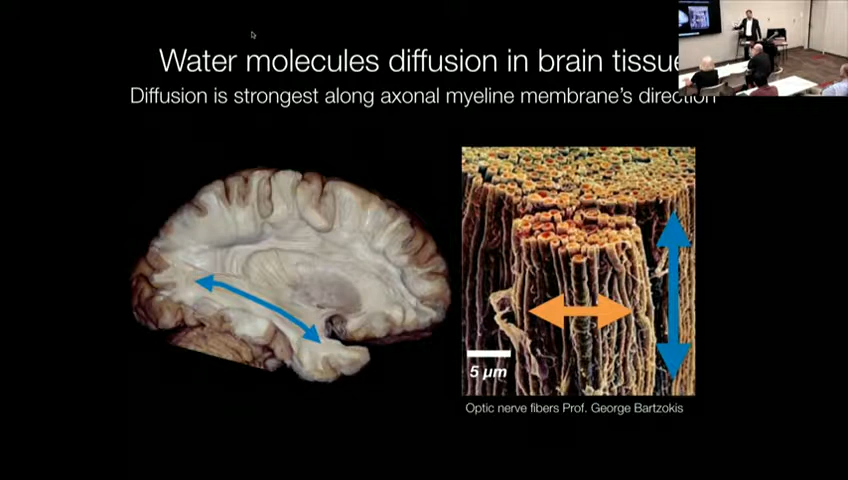 Water molecules diffusion in brain tissue
Diffusion is strongest along axonal myeline membrane's direction
5 μm
Optic nerve fibers Prof. George Bartzokis